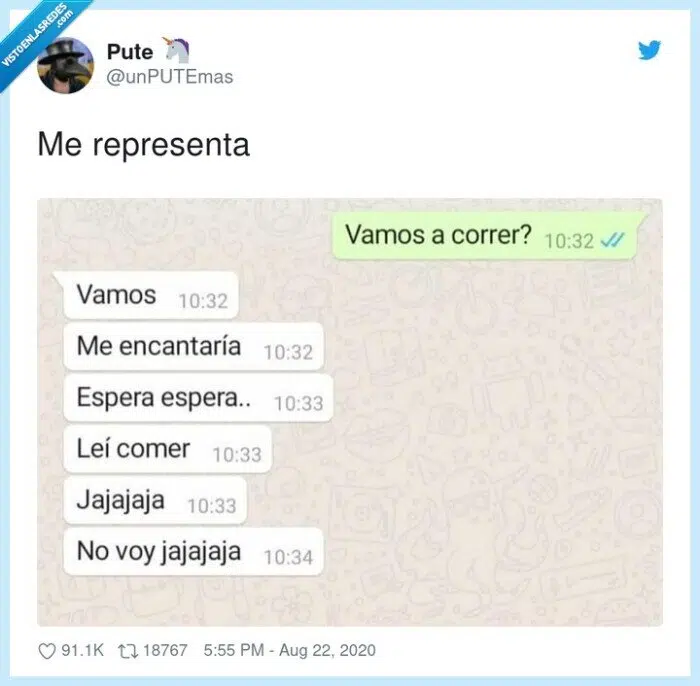 VISTOENLASREDES
.com
Pute 🦄
@unPUTEmas
Me representa
Vamos a correr? 10:32
Vamos 10:32
Me encantaría 10:32
Espera espera.. 10:33
Leí comer 10:33
Jajajaja 10:33
No voy jajajaja 10:34
91.1K 18767 5:55 PM - Aug 22, 2020